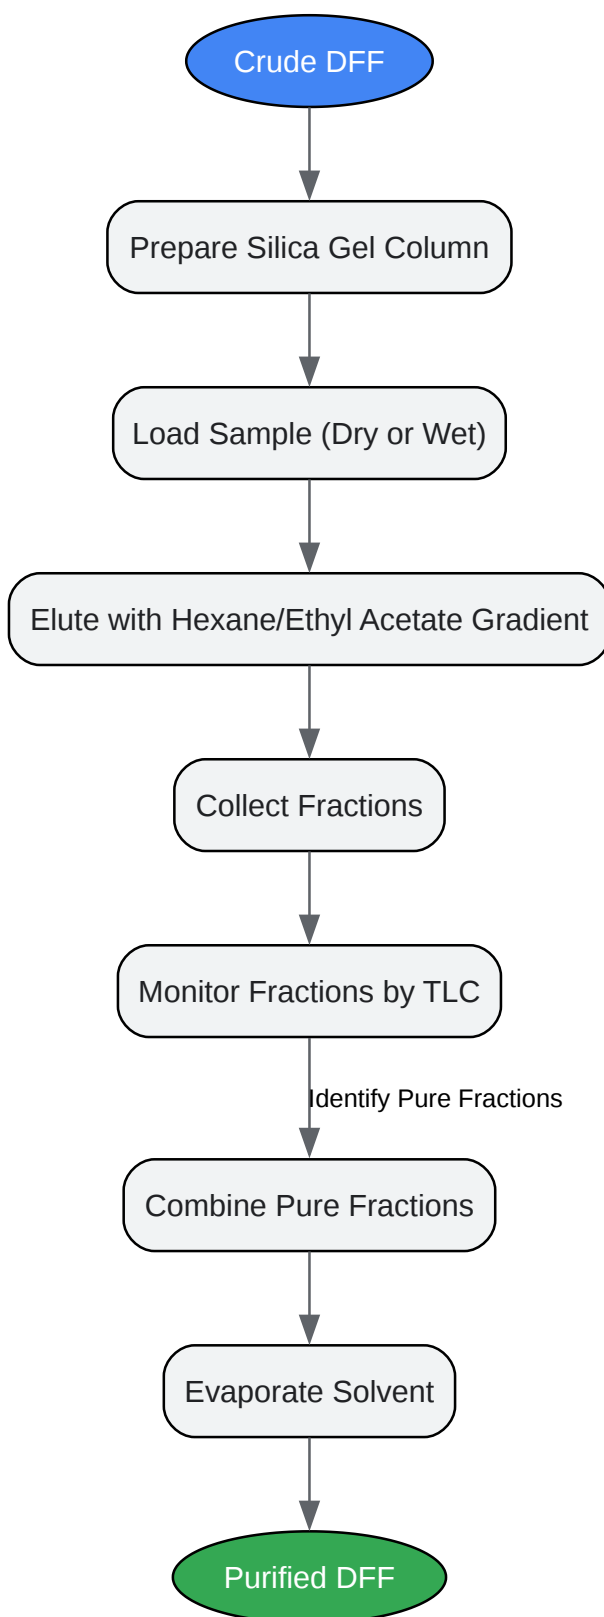 Crude DFF
Prepare Silica Gel Column
Load Sample (Dry or Wet)
Elute with Hexane/Ethyl Acetate Gradient
Collect Fractions
Monitor Fractions by TLC
Identify Pure Fractions
Combine Pure Fractions
Evaporate Solvent
Purified DFF